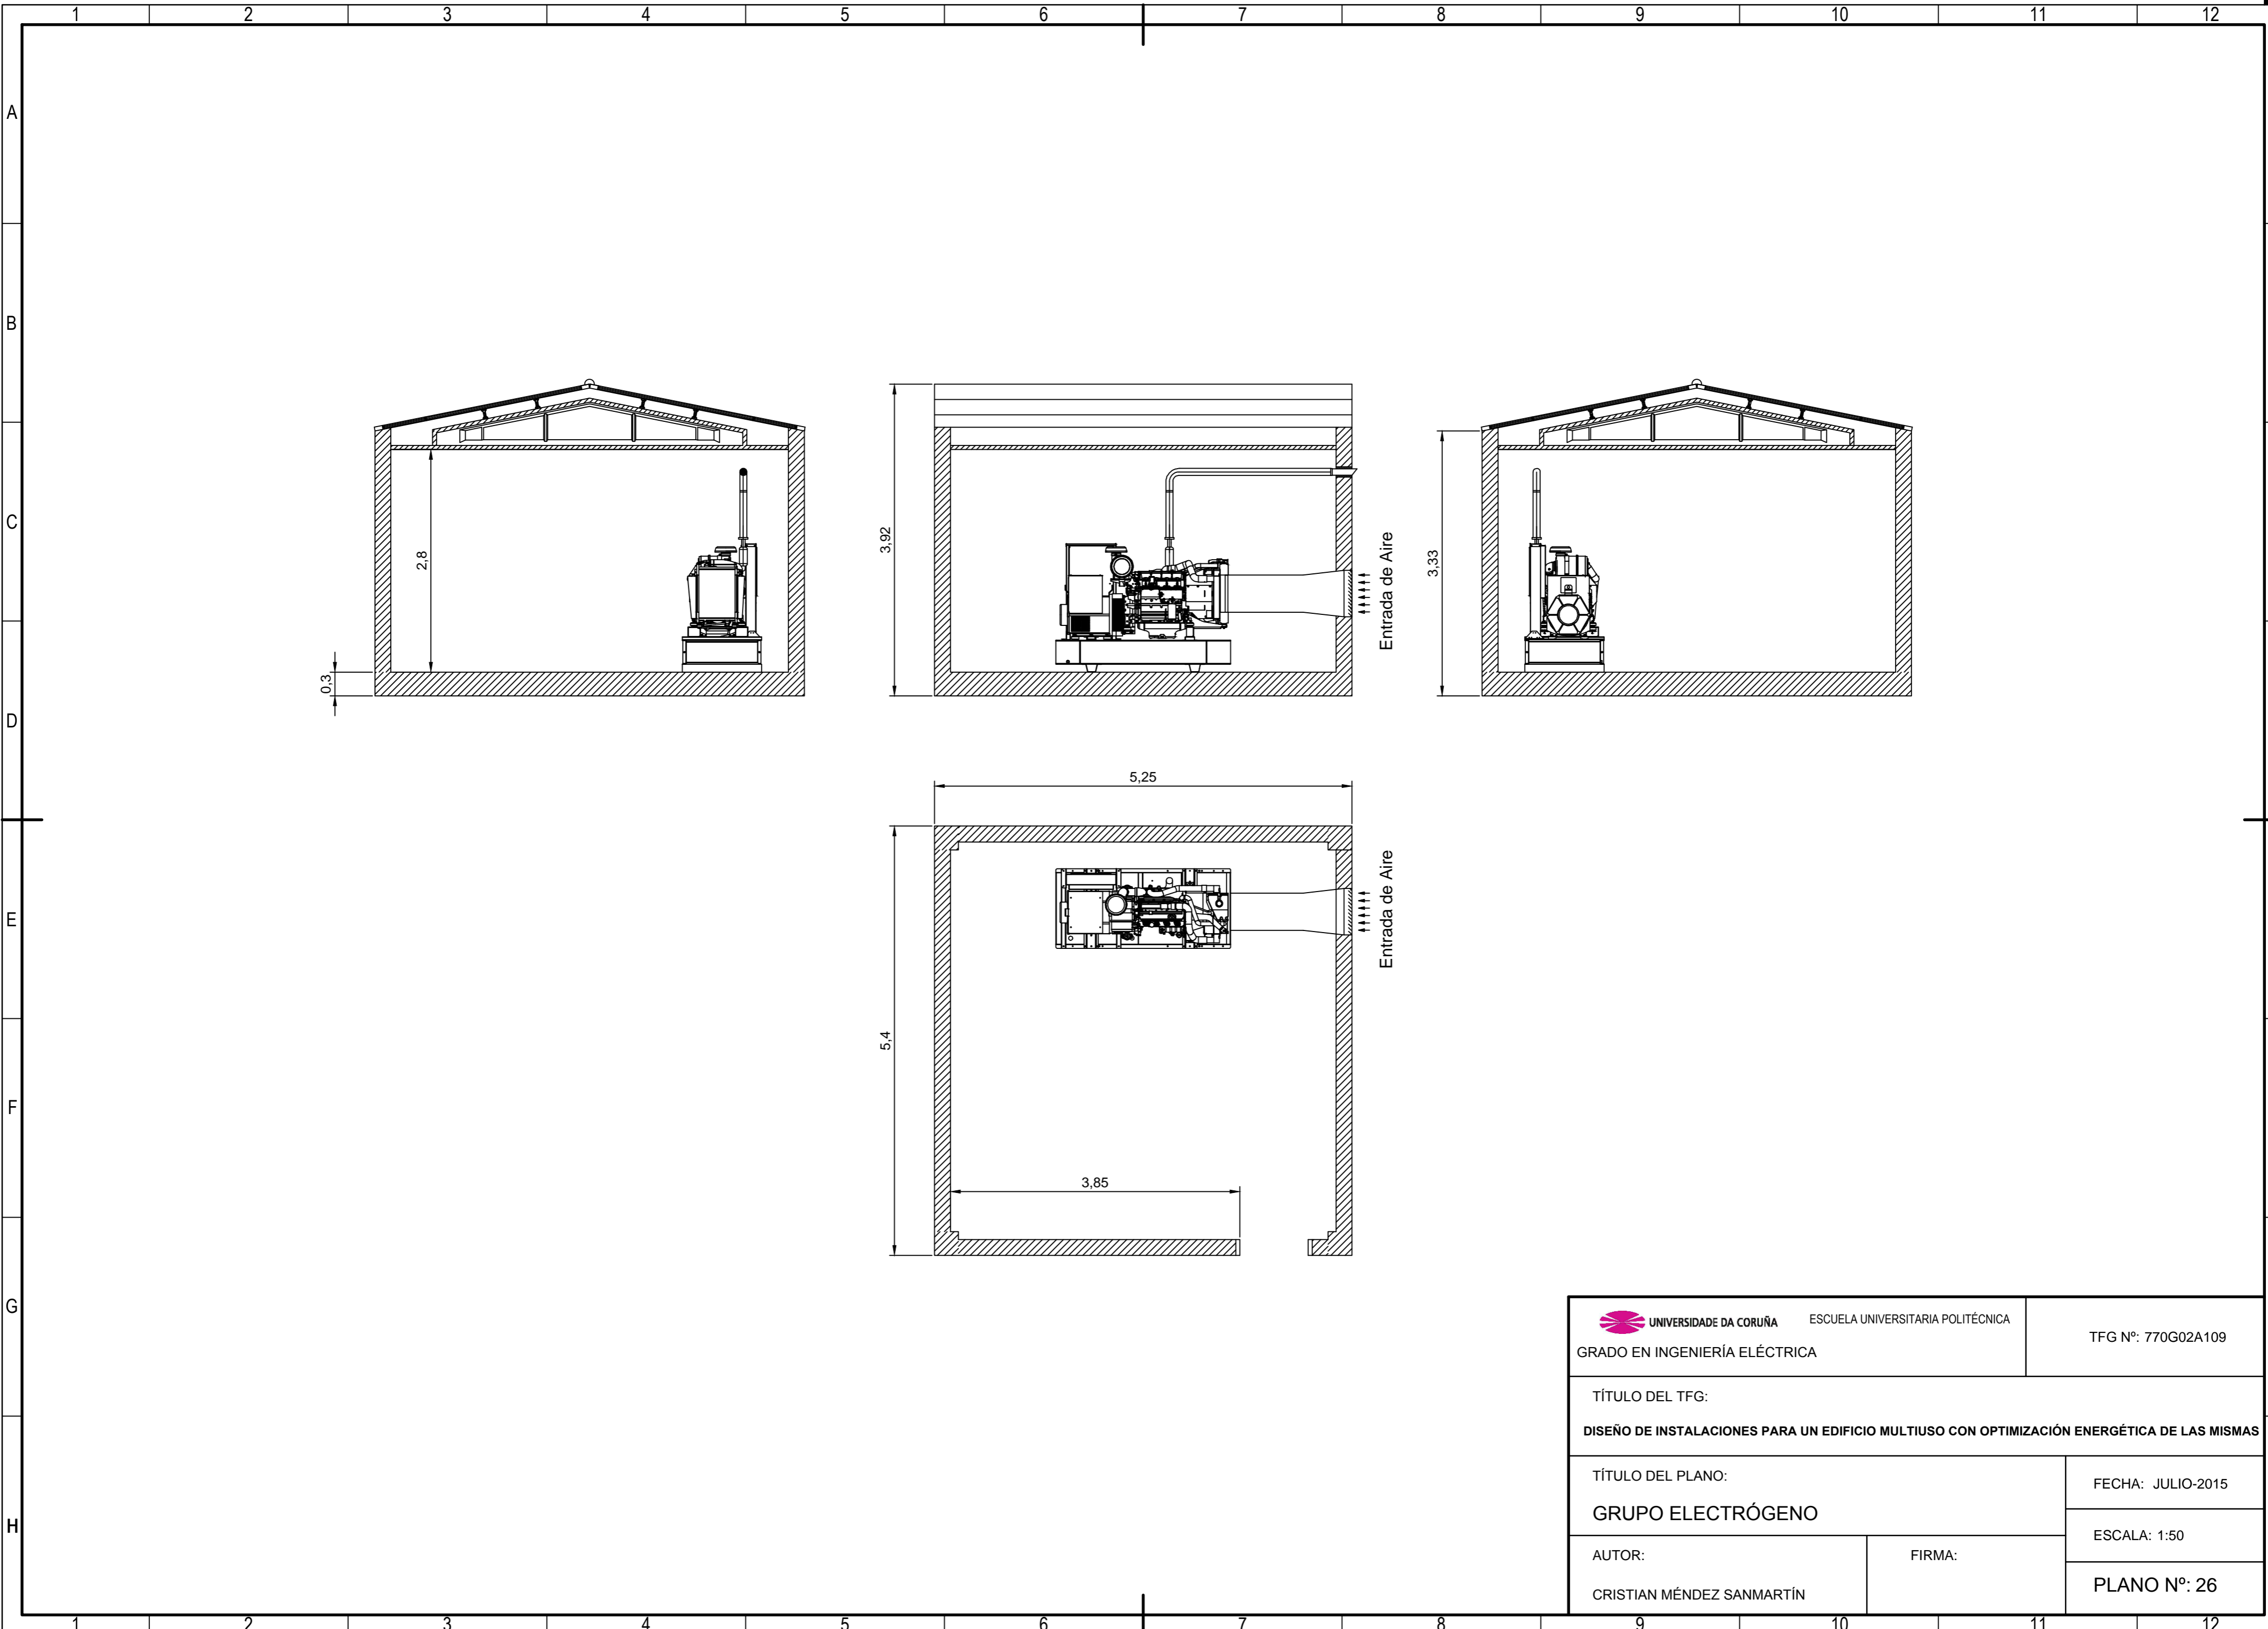 1 2 3 4 5 6 7 8 9 10 11 12
A
B
C
D
E
F
G
H
2,8
0,3
3,92
Entrada de Aire
3,33
5,25
5,4
Entrada de Aire
3,85
UNIVERSIDADE DA CORUÑA ESCUELA UNIVERSITARIA POLITÉCNICA
GRADO EN INGENIERÍA ELÉCTRICA
TFG Nº: 770G02A109
TÍTULO DEL TFG:
DISEÑO DE INSTALACIONES PARA UN EDIFICIO MULTIUSO CON OPTIMIZACIÓN ENERGÉTICA DE LAS MISMAS
TÍTULO DEL PLANO:
GRUPO ELECTRÓGENO
FECHA: JULIO-2015
ESCALA: 1:50
AUTOR:
CRISTIAN MÉNDEZ SANMARTÍN
FIRMA:
PLANO Nº: 26
1 2 3 4 5 6 7 8 9 10 11 12